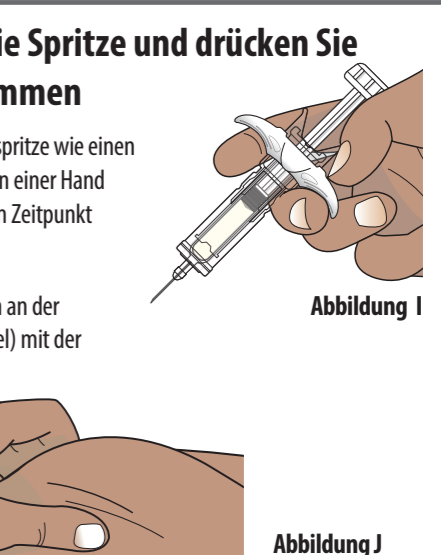 ie Spritze und drücken Sie
mmen
spritze wie einen
n einer Hand
n Zeitpunkt
Abbildung I
n an der
el) mit der
Abbildung J